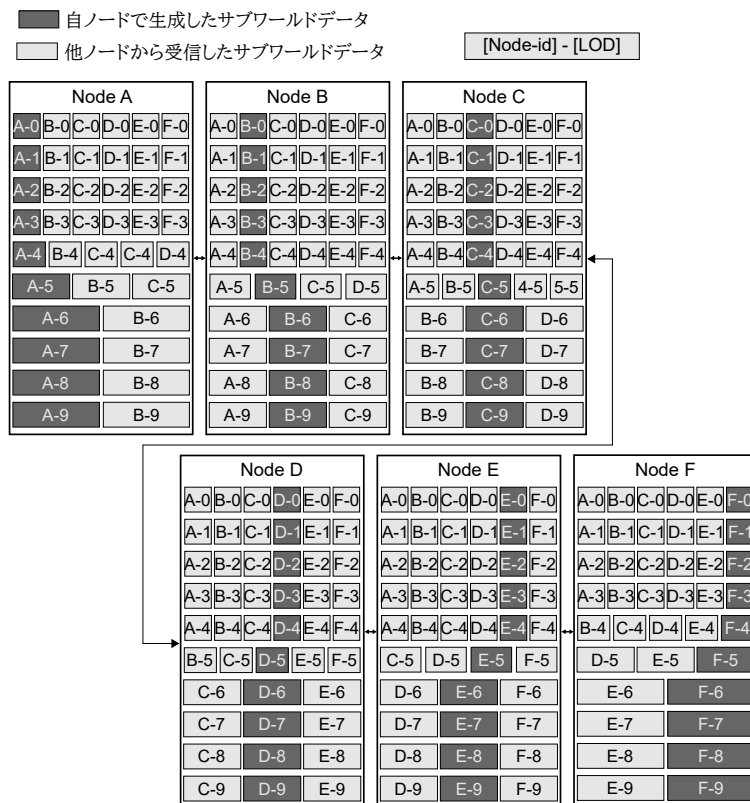 自ノードで生成したサブワールドデータ
他ノードから受信したサブワールドデータ
[Node-id] - [LOD]
Node A
A-0 B-0 C-0 D-0 E-0 F-0
A-1 B-1 C-1 D-1 E-1 F-1
A-2 B-2 C-2 D-2 E-2 F-2
A-3 B-3 C-3 D-3 E-3 F-3
A-4 B-4 C-4 C-4 D-4
A-5 B-5 C-5
A-6 B-6
A-7 B-7
A-8 B-8
A-9 B-9
Node B
A-0 B-0 C-0 D-0 E-0 F-0
A-1 B-1 C-1 D-1 E-1 F-1
A-2 B-2 C-2 D-2 E-2 F-2
A-3 B-3 C-3 D-3 E-3 F-3
A-4 B-4 C-4 D-4 E-4 F-4
A-5 B-5 C-5 D-5
A-6 B-6 C-6
A-7 B-7 C-7
A-8 B-8 C-8
A-9 B-9 C-9
Node C
A-0 B-0 C-0 D-0 E-0 F-0
A-1 B-1 C-1 D-1 E-1 F-1
A-2 B-2 C-2 D-2 E-2 F-2
A-3 B-3 C-3 D-3 E-3 F-3
A-4 B-4 C-4 D-4 E-4 F-4
A-5 B-5 C-5 4-5 5-5
B-6 C-6 D-6
B-7 C-7 D-7
B-8 C-8 D-8
B-9 C-9 D-9
Node D
A-0 B-0 C-0 D-0 E-0 F-0
A-1 B-1 C-1 D-1 E-1 F-1
A-2 B-2 C-2 D-2 E-2 F-2
A-3 B-3 C-3 D-3 E-3 F-3
A-4 B-4 C-4 D-4 E-4 F-4
B-5 C-5 D-5 E-5 F-5
C-6 D-6 E-6
C-7 D-7 E-7
C-8 D-8 E-8
C-9 D-9 E-9
Node E
A-0 B-0 C-0 D-0 E-0 F-0
A-1 B-1 C-1 D-1 E-1 F-1
A-2 B-2 C-2 D-2 E-2 F-2
A-3 B-3 C-3 D-3 E-3 F-3
A-4 B-4 C-4 D-4 E-4 F-4
C-5 D-5 E-5 F-5
D-6 E-6 F-6
D-7 E-7 F-7
D-8 E-8 F-8
D-9 E-9 F-9
Node F
A-0 B-0 C-0 D-0 E-0 F-0
A-1 B-1 C-1 D-1 E-1 F-1
A-2 B-2 C-2 D-2 E-2 F-2
A-3 B-3 C-3 D-3 E-3 F-3
B-4 C-4 D-4 E-4 F-4
D-5 E-5 F-5
E-6 F-6
E-7 F-7
E-8 F-8
E-9 F-9